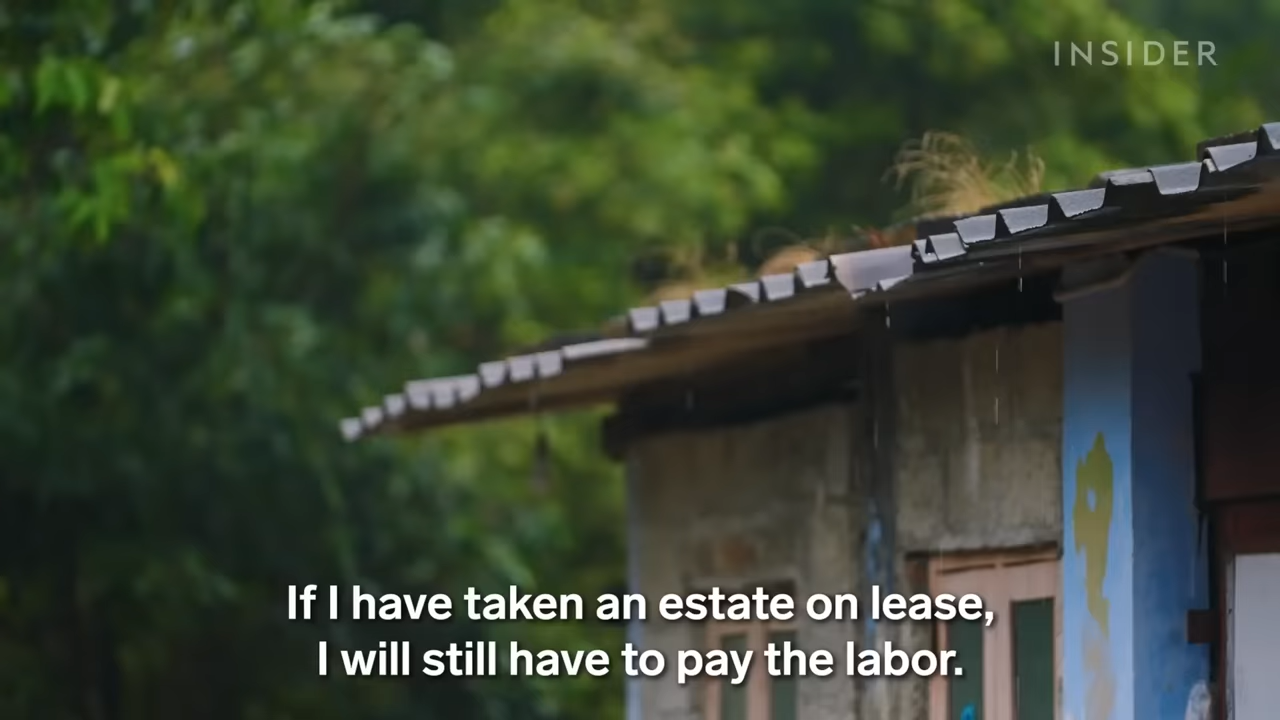 INSIDER
If I have taken an estate on lease,
I will still have to pay the labor.